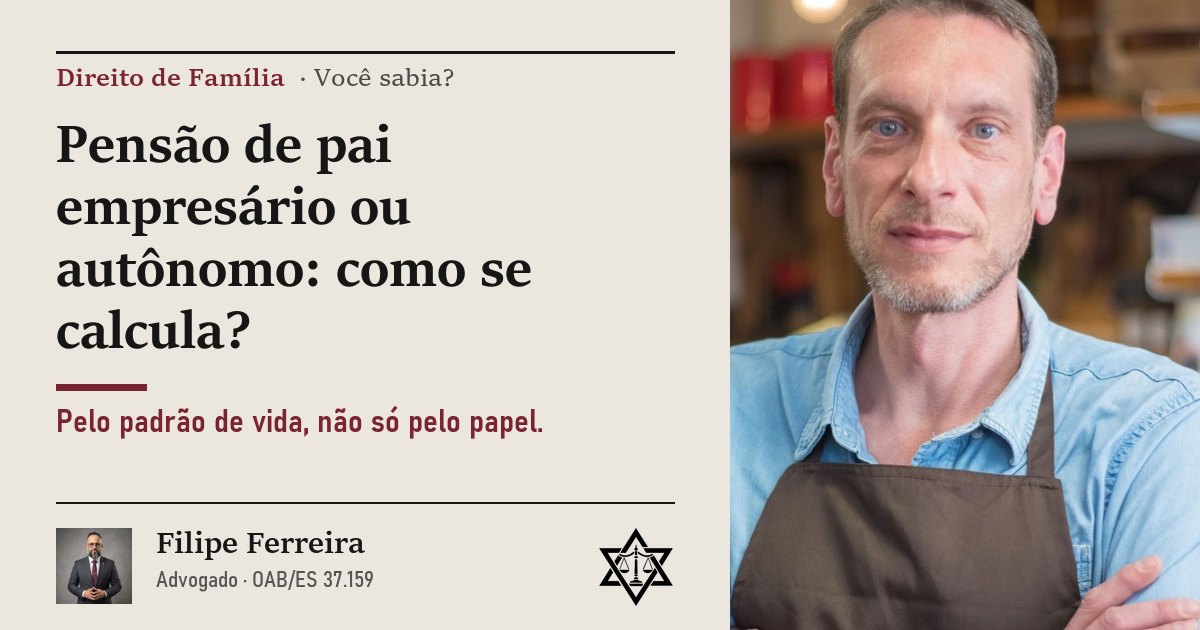 Direito de Família · Você sabia?
Pensão de pai
empresário ou
autônomo: como se
calcula?
Pelo padrão de vida, não só pelo papel.
Filipe Ferreira
Advogado · OAB/ES 37.159